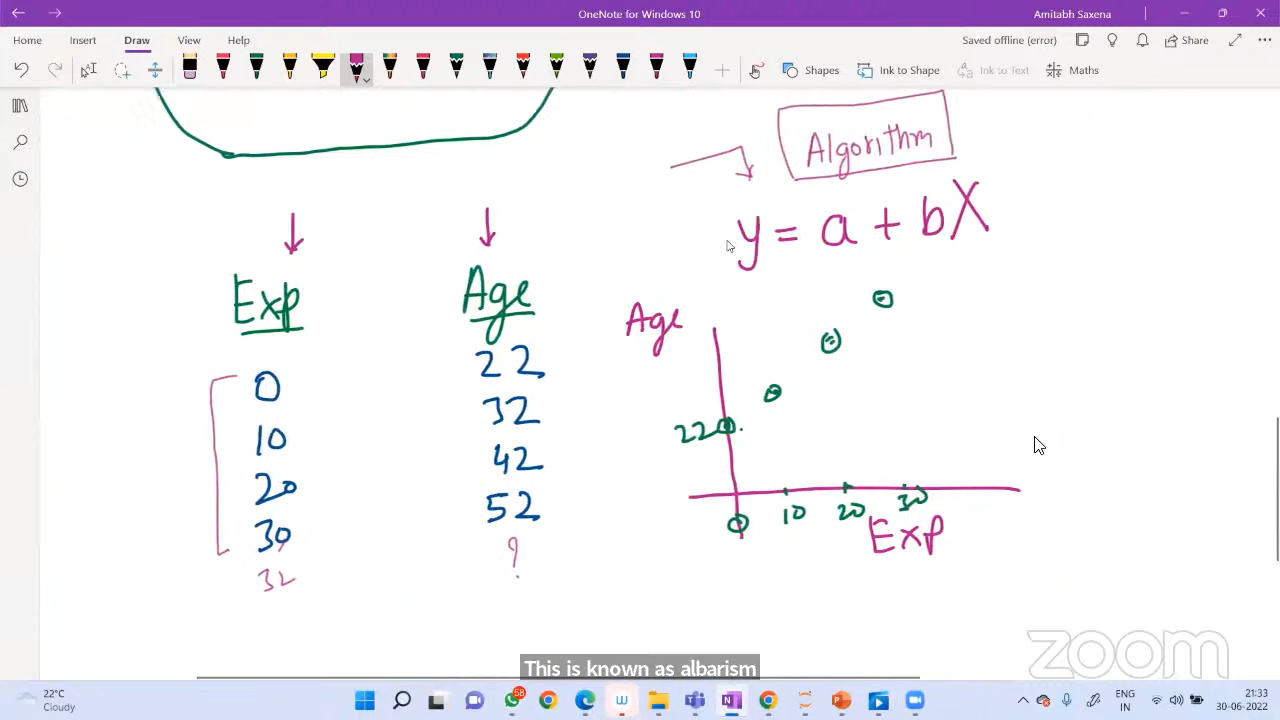 OneNote for Windows 10
Amitabh Saxena
Home Insert Draw View Help
Saved offline (error)
Share
Shapes
Ink to Shape
Ink to Text
Maths
Algorithm
y = a + bX
Exp Age
0 22
10 32
20 42
30 52
32 ?
Age
22
0 10 20 30
Exp
zoom
This is known as albarism
22°C
Cloudy
58
ENG
IN
21:33
30-06-2022